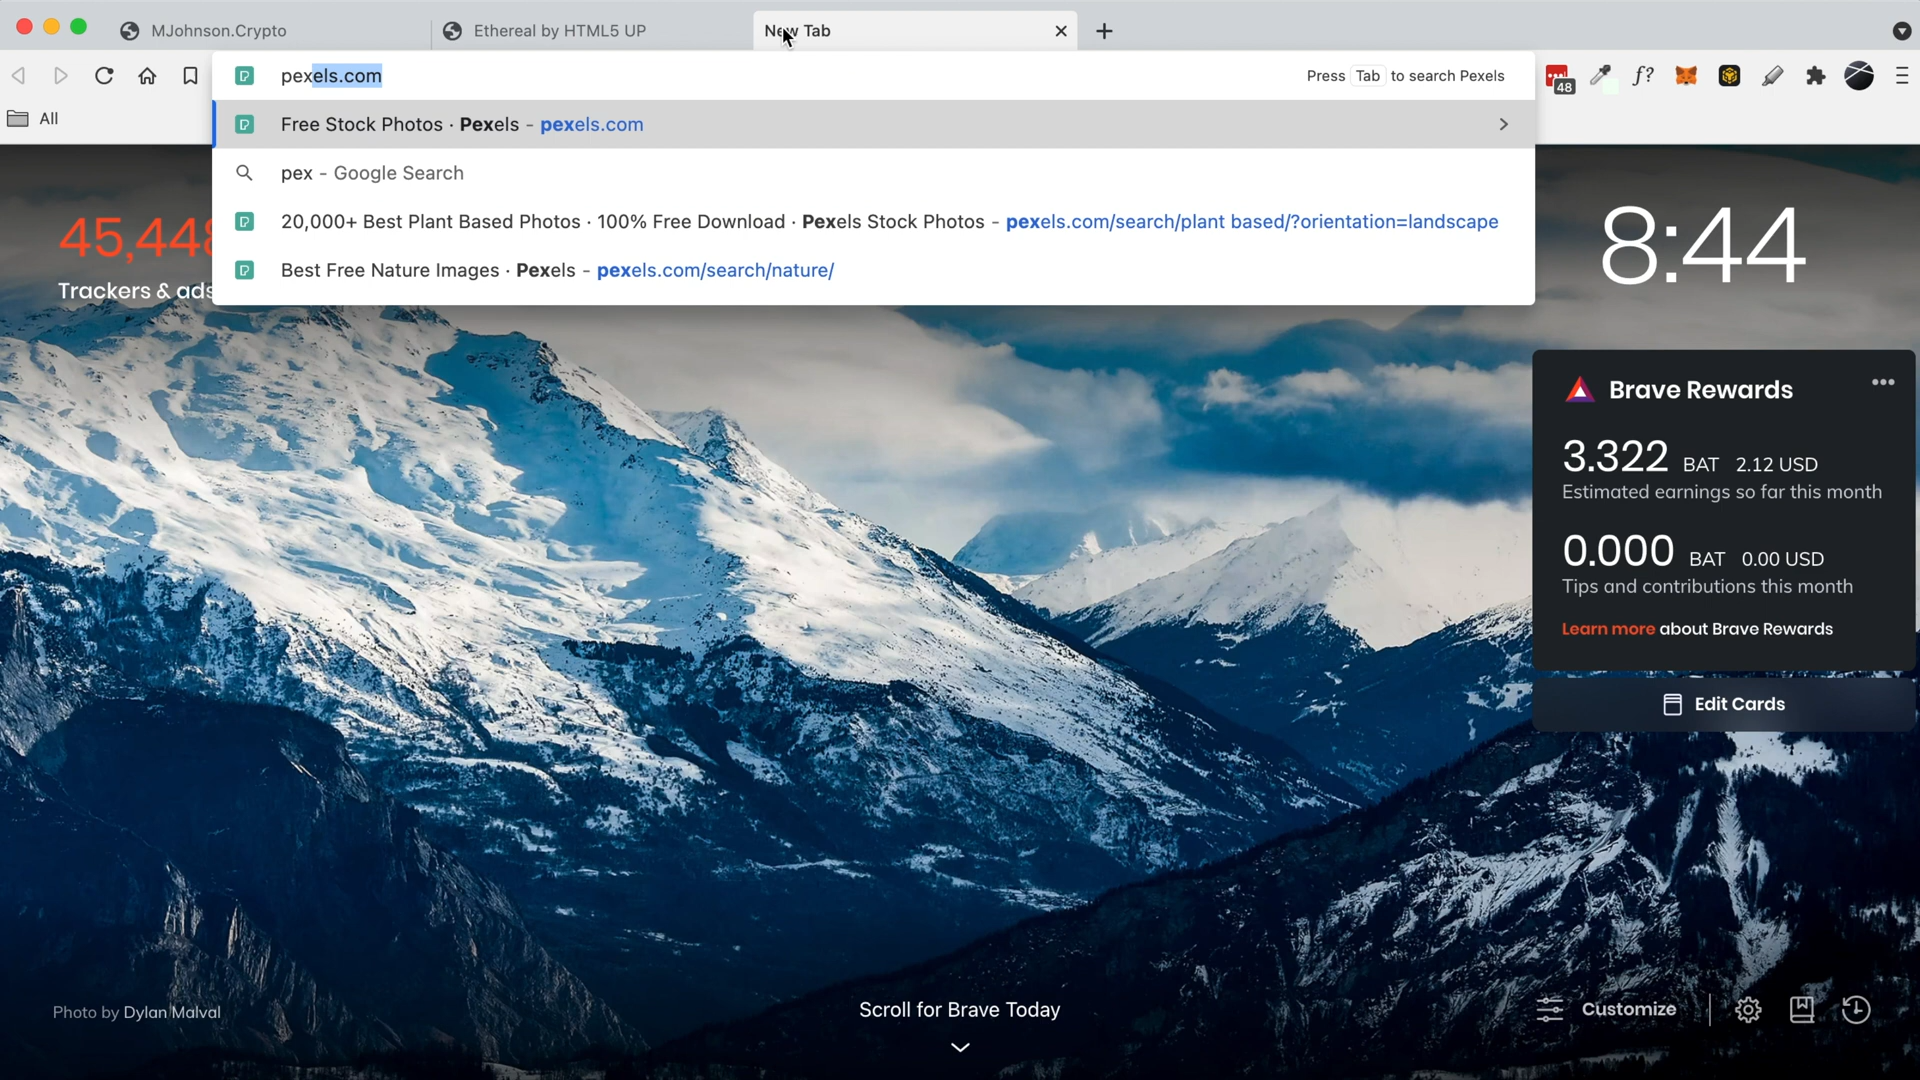 MJohnson.Crypto
Ethereal by HTML5 UP
New Tab
pexels.com
Press Tab to search Pexels
48
f?
All
Free Stock Photos · Pexels - pexels.com
pex - Google Search
20,000+ Best Plant Based Photos · 100% Free Download · Pexels Stock Photos - pexels.com/search/plant based/?orientation=landscape
Best Free Nature Images · Pexels - pexels.com/search/nature/
45,448
Trackers & ads
8:44
Brave Rewards
3.322 BAT 2.12 USD
Estimated earnings so far this month
0.000 BAT 0.00 USD
Tips and contributions this month
Learn more about Brave Rewards
Edit Cards
Photo by Dylan Malval
Scroll for Brave Today
Customize